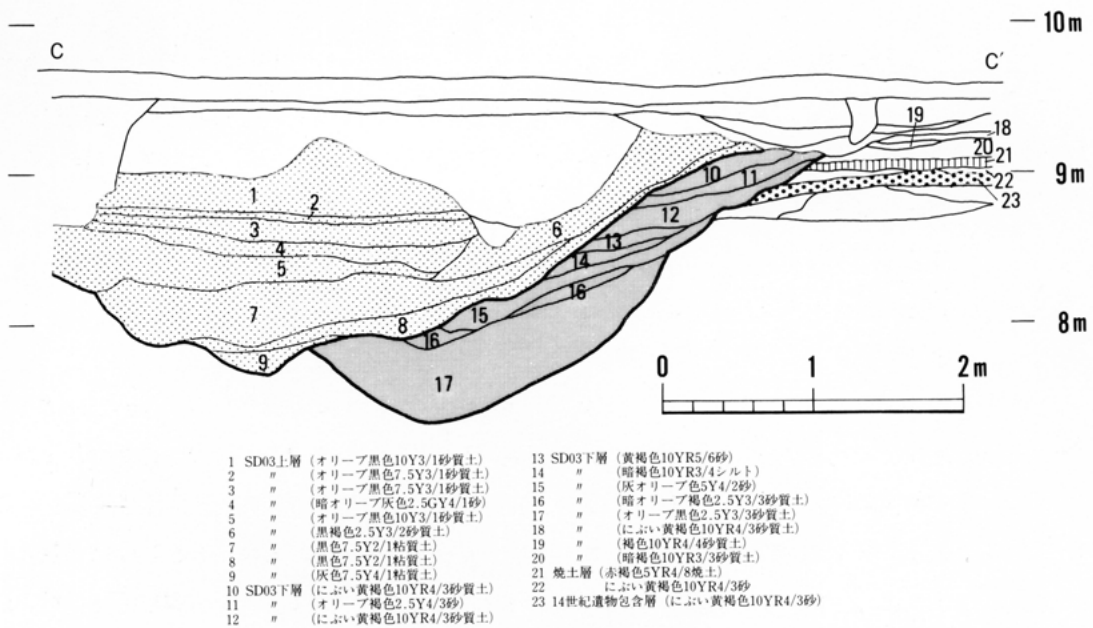 10m
C
C′
19
18
20
21
22
23
9m
10
11
1
2
3
4
5
6
12
13
14
16
7
8
15
16
8m
9
17
0 1 2m
1 SD03上層 (オリーブ黒色10Y3/1砂質土)
2 〃 (オリーブ黒色7.5Y3/1砂質土)
3 〃 (オリーブ黒色7.5Y3/1砂質土)
4 〃 (暗オリーブ灰色2.5GY4/1砂)
5 〃 (オリーブ黒色10Y3/1砂質土)
6 〃 (黒褐色2.5Y3/2砂質土)
7 〃 (黒色7.5Y2/1粘質土)
8 〃 (黒色7.5Y2/1粘質土)
9 〃 (灰色7.5Y4/1粘質土)
10 SD03下層 (にぶい黄褐色10YR4/3砂質土)
11 〃 (オリーブ褐色2.5Y4/3砂)
12 〃 (にぶい黄褐色10YR4/3砂質土)
13 SD03下層 (黄褐色10YR5/6砂)
14 〃 (暗褐色10YR3/4シルト)
15 〃 (灰オリーブ色5Y4/2砂)
16 〃 (暗オリーブ褐色2.5Y3/3砂質土)
17 〃 (オリーブ黒色2.5Y3/3砂質土)
18 〃 (にぶい黄褐色10YR4/3砂質土)
19 〃 (褐色10YR4/4砂質土)
20 〃 (暗褐色10YR3/3砂質土)
21 焼土層 (赤褐色5YR4/8焼土)
22 にぶい黄褐色10YR4/3砂
23 14世紀遺物包含層 (にぶい黄褐色10YR4/3砂)